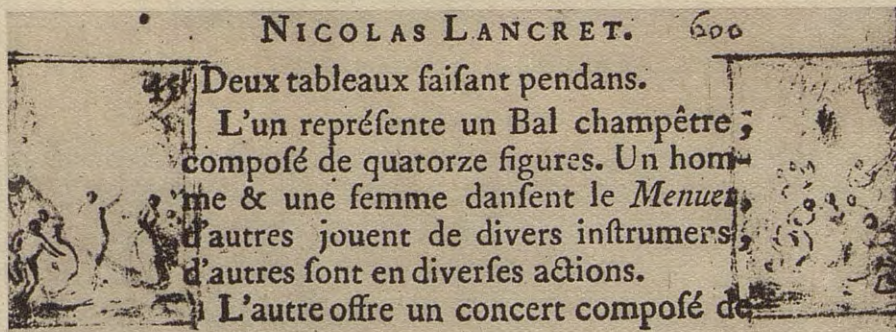 NICOLAS LANCRET. 600
45 Deux tableaux faiſant pendans.
L'un repréſente un Bal champêtre ;
compoſé de quatorze figures. Un hom-
me & une femme danſent le Menuet,
d'autres jouent de divers inſtrumens,
d'autres ſont en diverſes actions.
L'autre offre un concert compoſé de